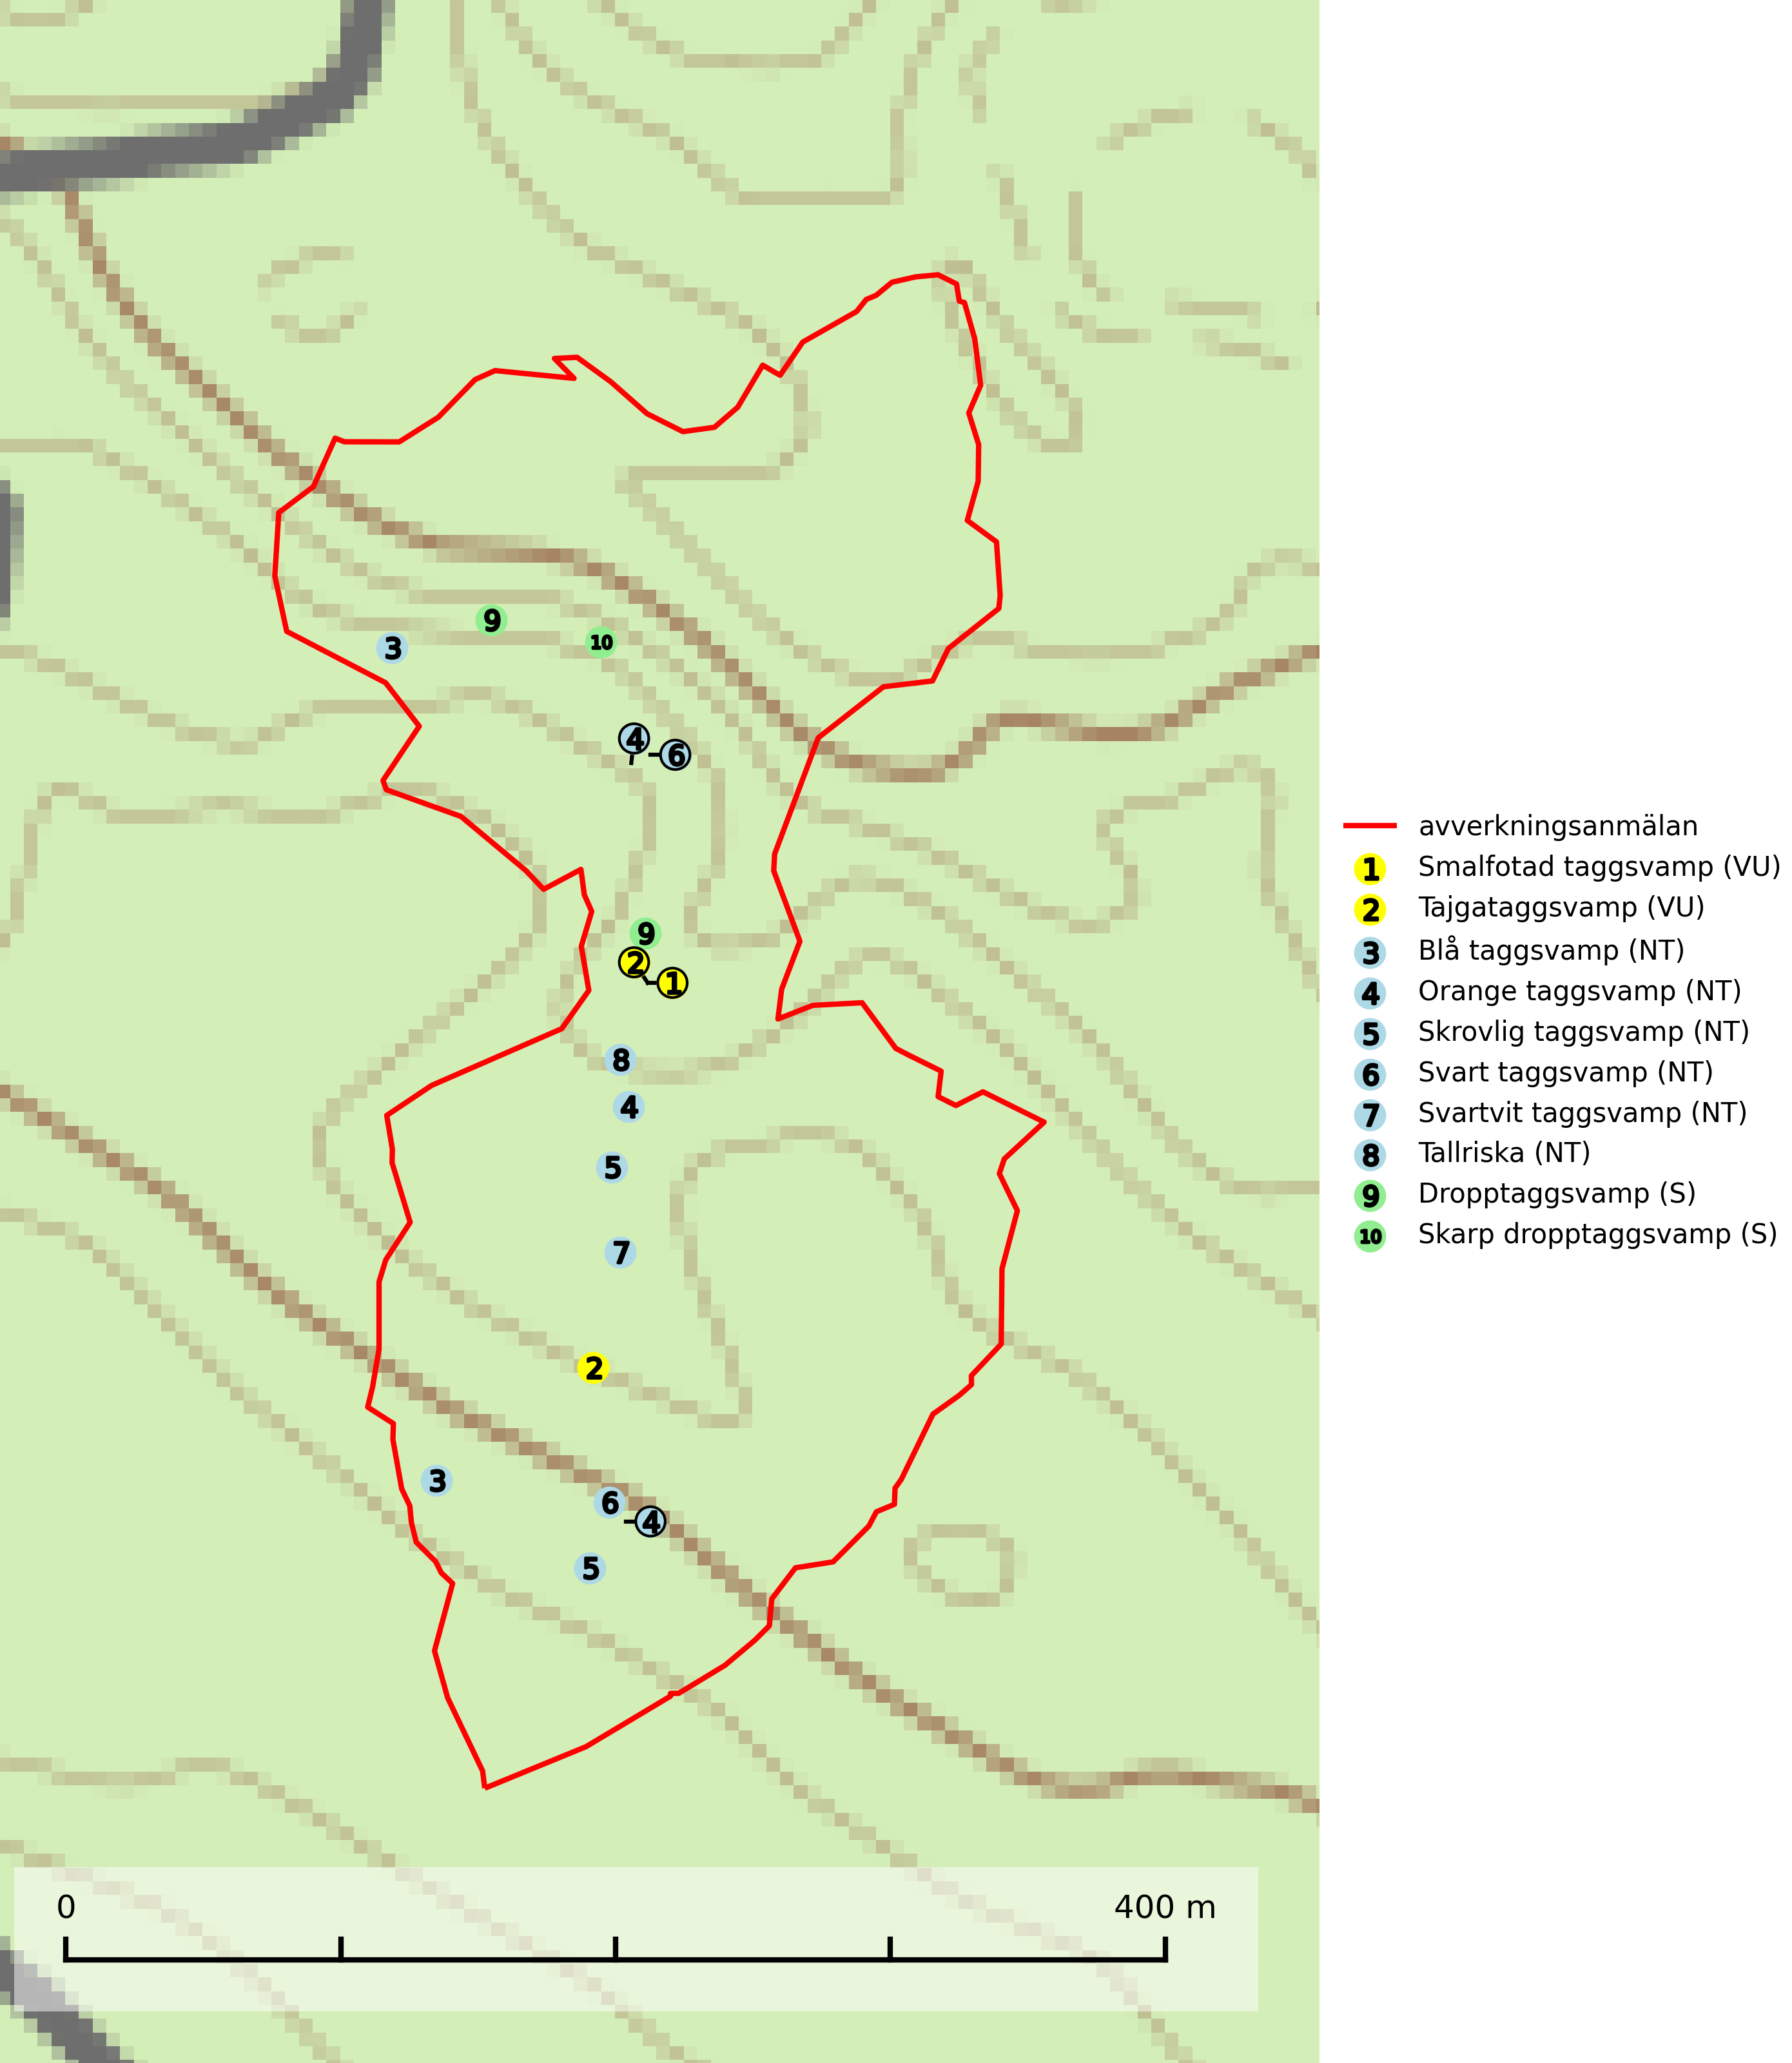 9
3
10
4
6
9
2
1
8
4
5
7
2
3
6
4
5
avverkningsanmälan
1 Smalfotad taggsvamp (VU)
2 Tajgataggsvamp (VU)
3 Blå taggsvamp (NT)
4 Orange taggsvamp (NT)
5 Skrovlig taggsvamp (NT)
6 Svart taggsvamp (NT)
7 Svartvit taggsvamp (NT)
8 Tallriska (NT)
9 Dropptaggsvamp (S)
10 Skarp dropptaggsvamp (S)
0 400 m